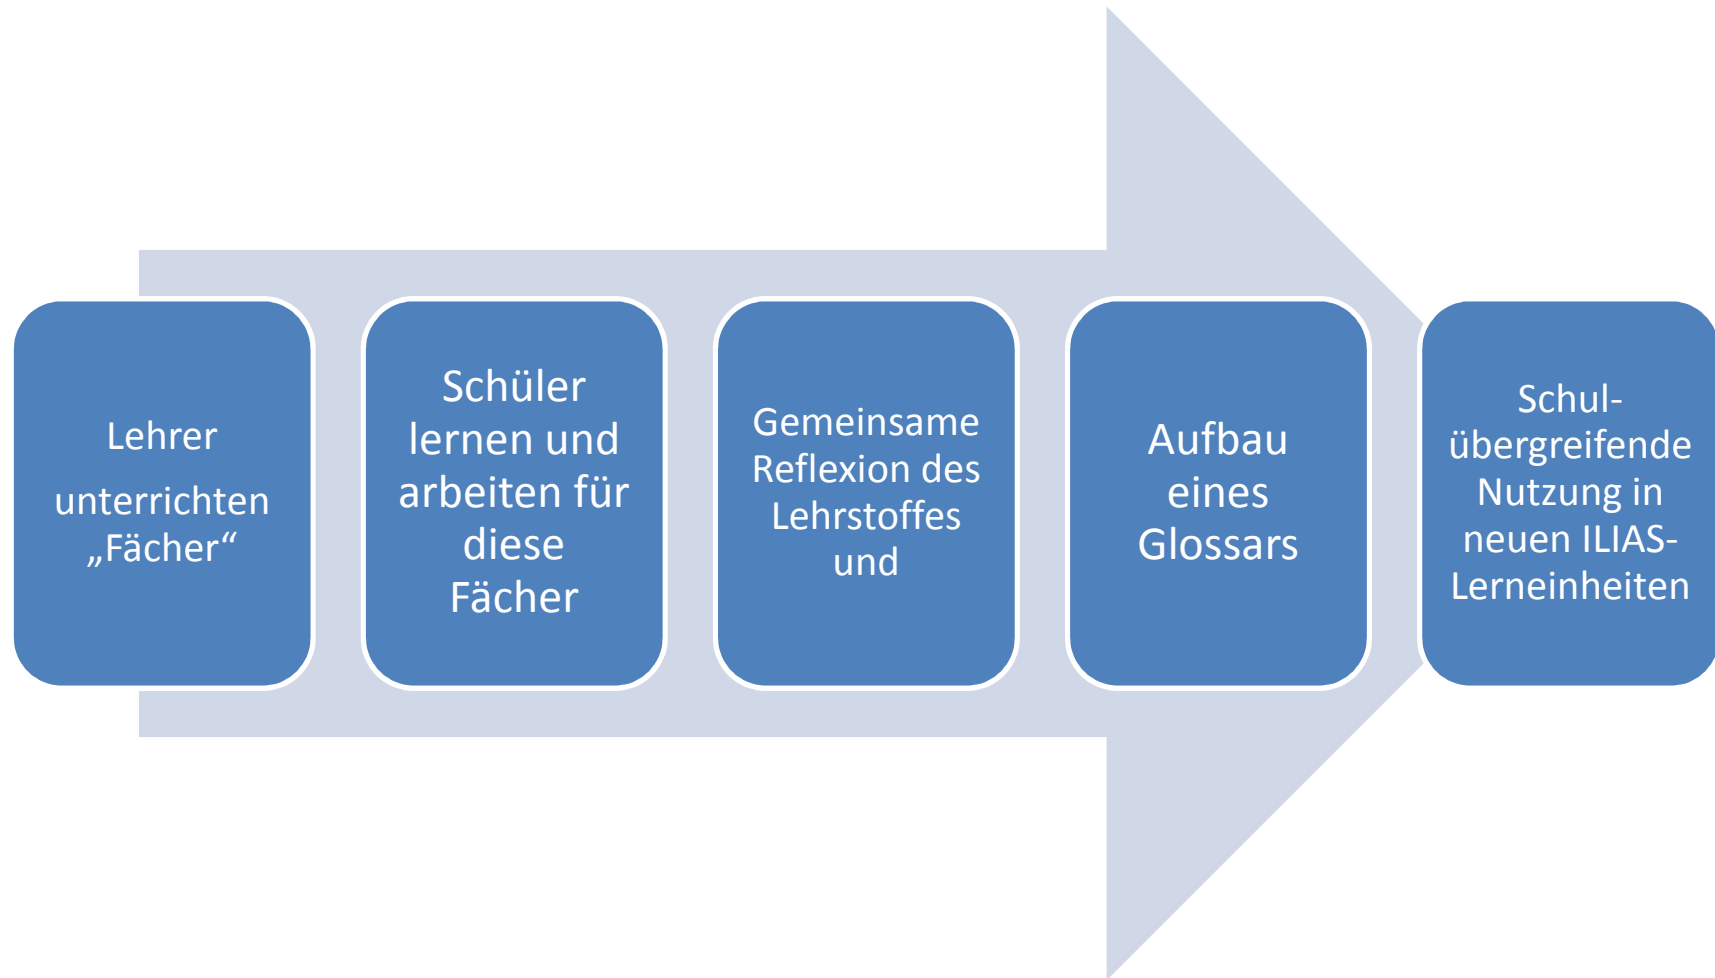 Lehrer
unterrichten
„Fächer“
Schüler
lernen und
arbeiten für
diese
Fächer
Gemeinsame
Reflexion des
Lehrstoffes
und
Aufbau
eines
Glossars
Schul-
übergreifende
Nutzung in
neuen ILIAS-
Lerneinheiten